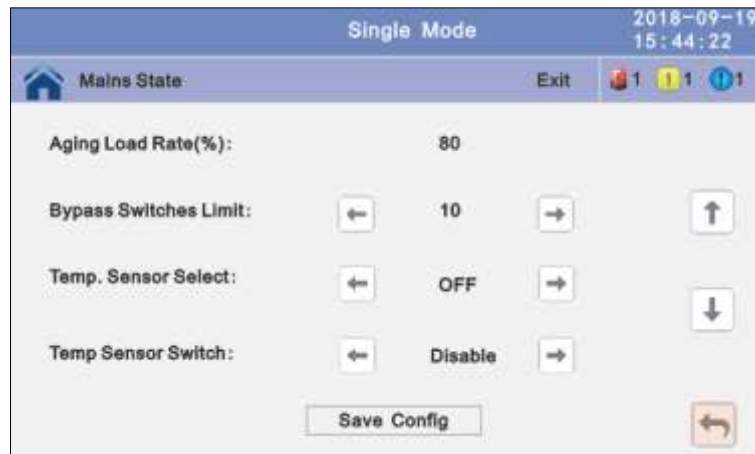 Single Mode
2018-09-19
15:44:22
Mains State Exit 1 1 1
Aging Load Rate(%): 80
Bypass Switches Limit: 10
Temp. Sensor Select: OFF
Temp Sensor Switch: Disable
Save Config